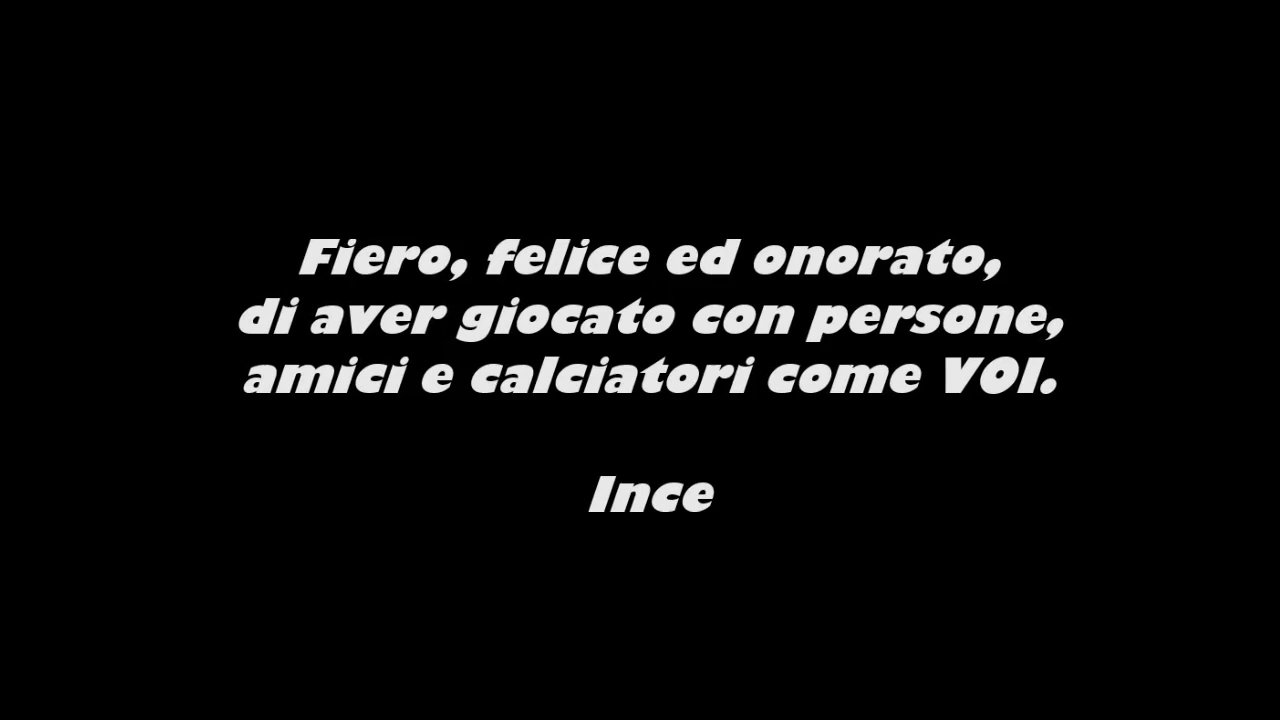 Fiero, felice ed onorato,
di aver giocato con persone,
amici e calciatori come VOI.
Ince